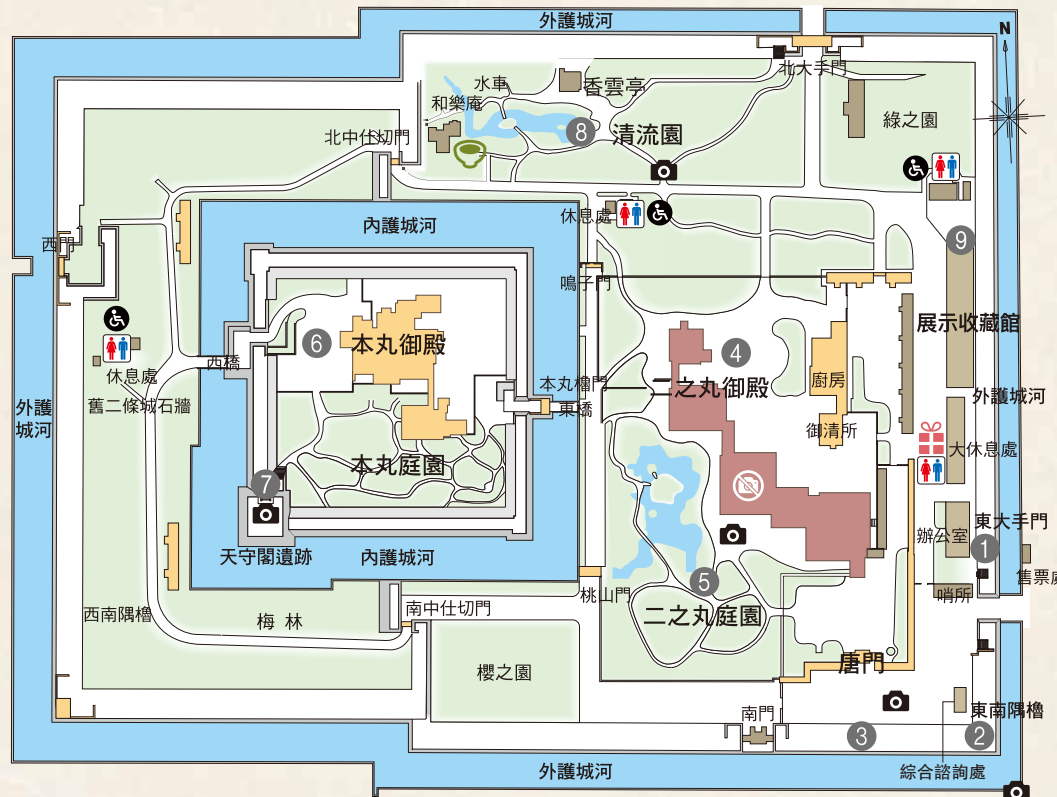 外護城河
N
北大手門
水車
香雲亭
和樂庵
綠之園
北中仕切門
8
清流園
休息處
內護城河
9
西門
鳴子門
展示收藏館
6
本丸御殿
4
二之丸御殿
西橋
廚房
休息處
本丸櫓門
東橋
外護城河
舊二條城石牆
外護
城河
御清所
大休息處
本丸庭園
7
東大手門
辦公室
1
天守閣遺跡
內護城河
售票處
5
桃山門
哨所
西南隅櫓
梅林
南中仕切門
二之丸庭園
唐門
櫻之園
南門
東南隅櫓
3
2
外護城河
綜合諮詢處